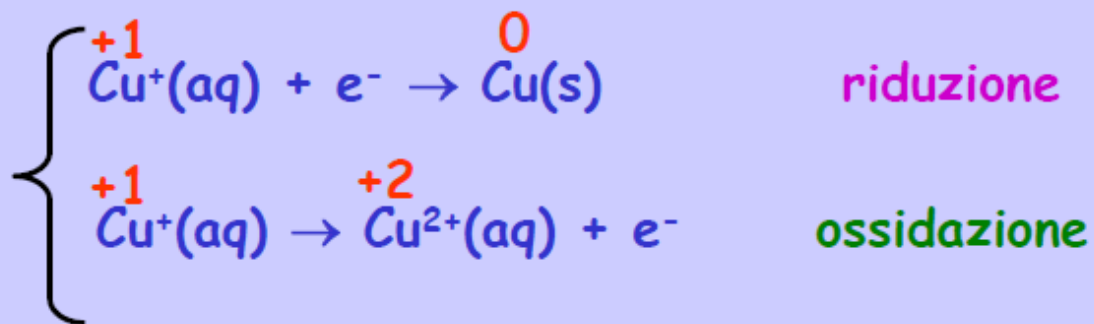 +1 0
Cu⁺(aq) + e⁻ → Cu(s) riduzione
+1 +2
Cu⁺(aq) → Cu²⁺(aq) + e⁻ ossidazione